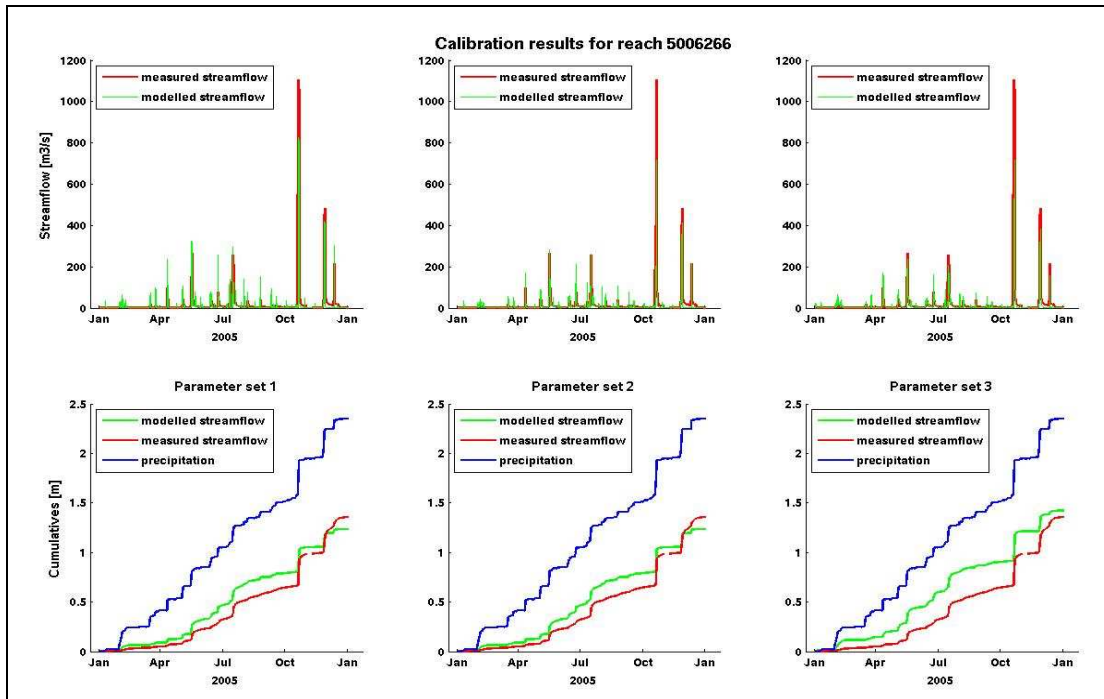 Calibration results for reach 5006266
Streamflow [m3/s]
1200
1000
800
600
400
200
0
measured streamflow
modelled streamflow
Jan Apr Jul Oct Jan
2005
1200
1000
800
600
400
200
0
measured streamflow
modelled streamflow
Jan Apr Jul Oct Jan
2005
1200
1000
800
600
400
200
0
measured streamflow
modelled streamflow
Jan Apr Jul Oct Jan
2005
Parameter set 1
Cumulatives [m]
2.5
2
1.5
1
0.5
0
modelled streamflow
measured streamflow
precipitation
Jan Apr Jul Oct Jan
2005
Parameter set 2
2.5
2
1.5
1
0.5
0
modelled streamflow
measured streamflow
precipitation
Jan Apr Jul Oct Jan
2005
Parameter set 3
2.5
2
1.5
1
0.5
0
modelled streamflow
measured streamflow
precipitation
Jan Apr Jul Oct Jan
2005